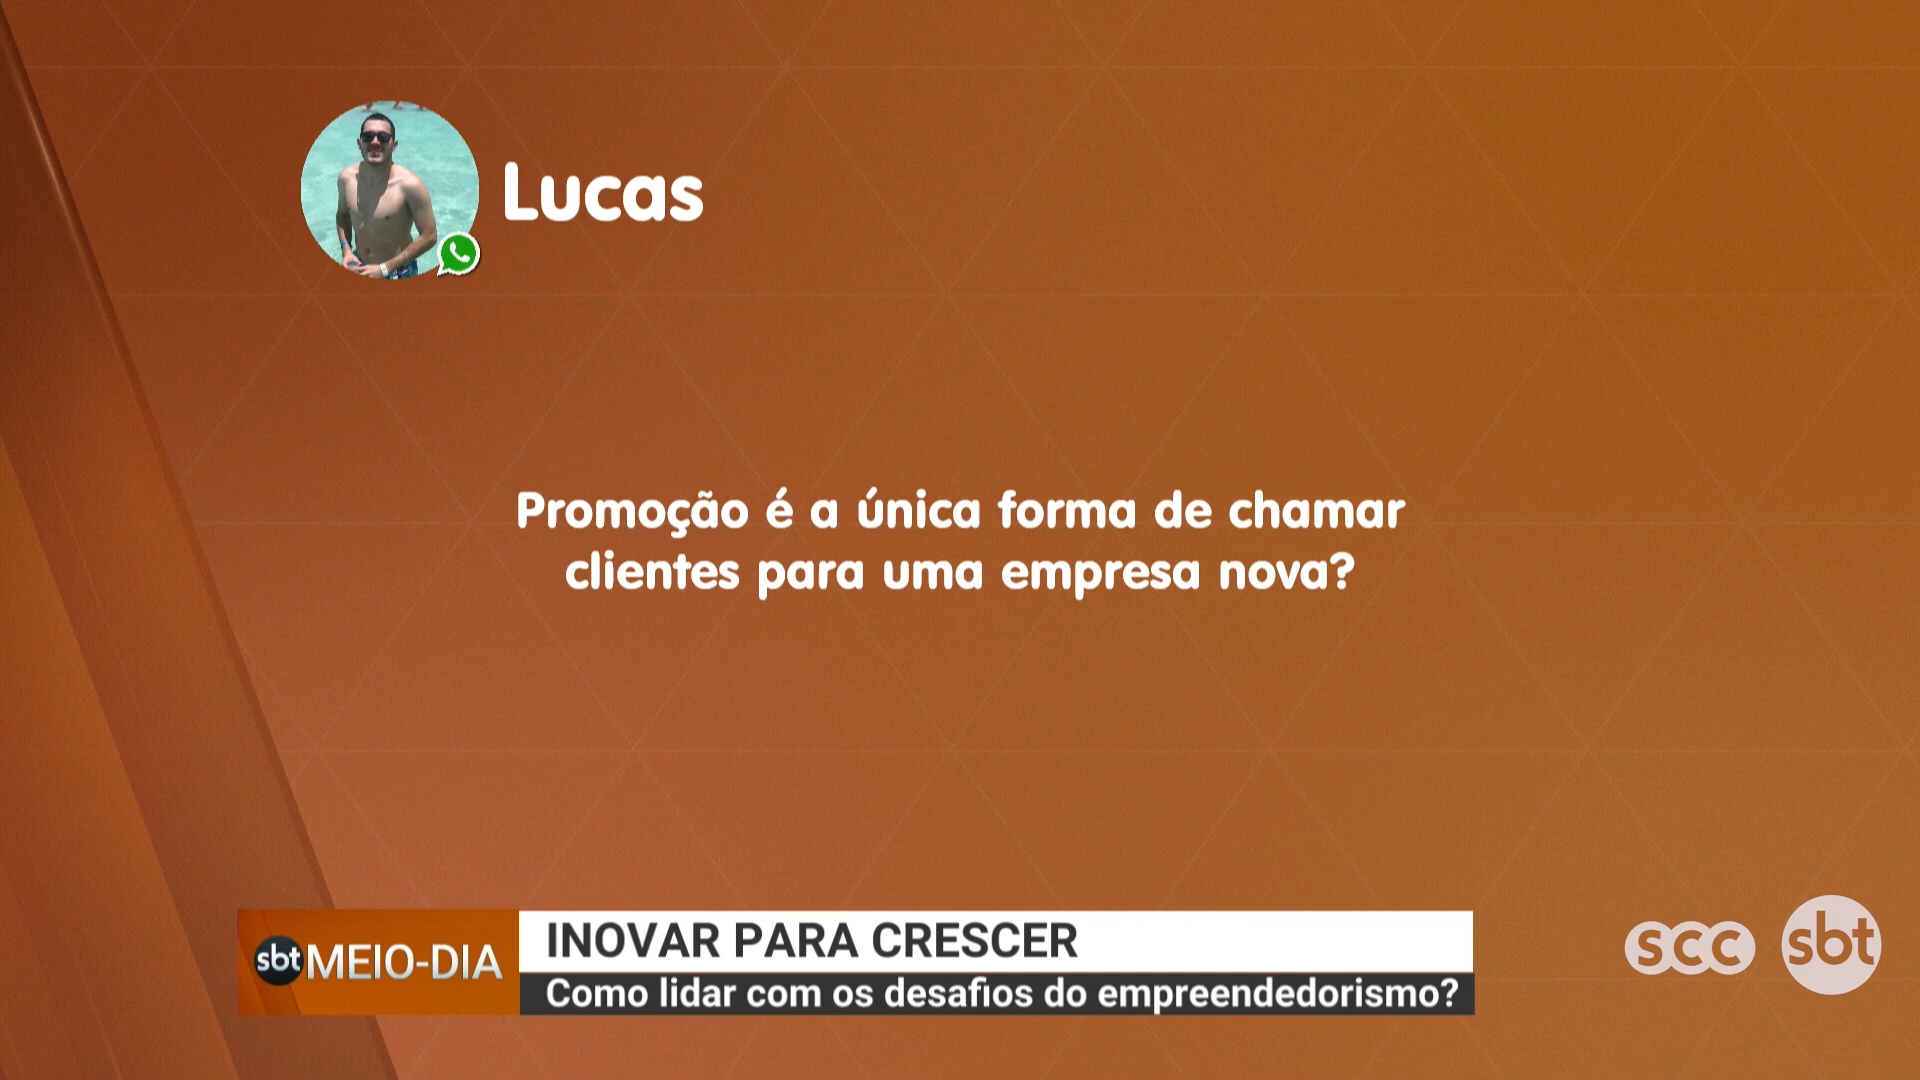 Lucas
Promoção é a única forma de chamar
clientes para uma empresa nova?
sbt MEIO-DIA
INOVAR PARA CRESCER
Como lidar com os desafios do empreendedorismo?
scc sbt